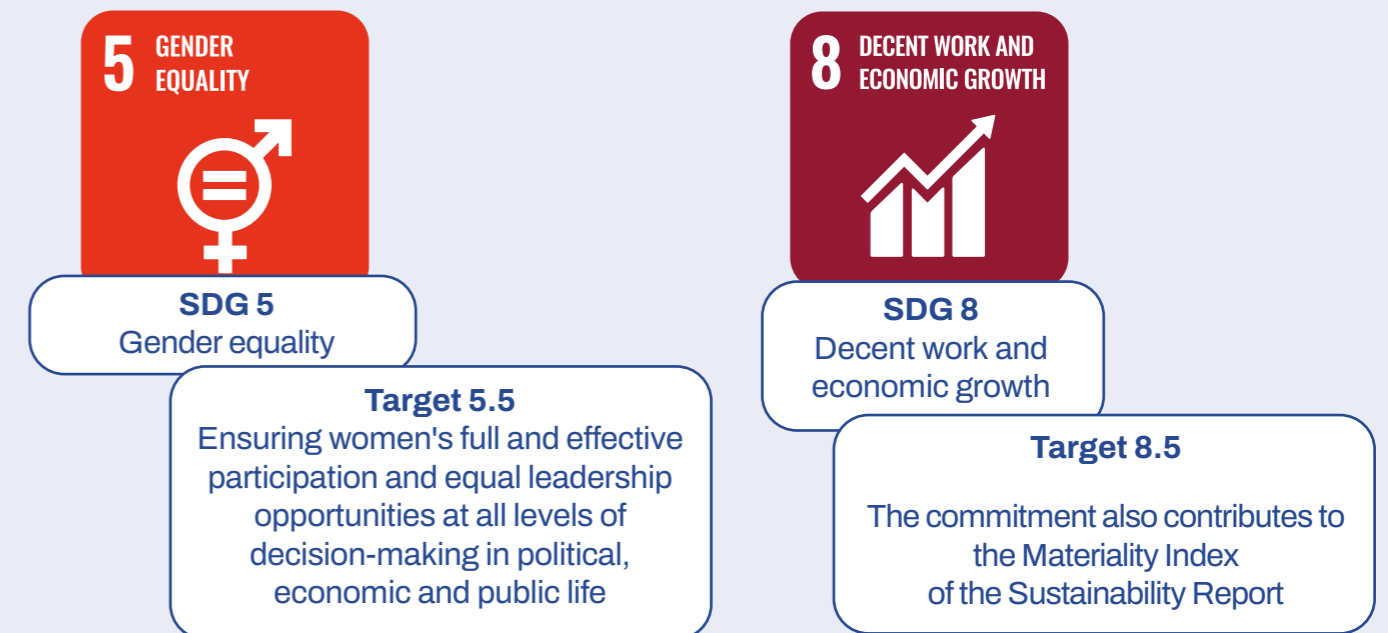 5 GENDER
EQUALITY
SDG 5
Gender equality
Target 5.5
Ensuring women's full and effective
participation and equal leadership
opportunities at all levels of
decision-making in political,
economic and public life
8 DECENT WORK AND
ECONOMIC GROWTH
SDG 8
Decent work and
economic growth
Target 8.5
The commitment also contributes to
the Materiality Index
of the Sustainability Report